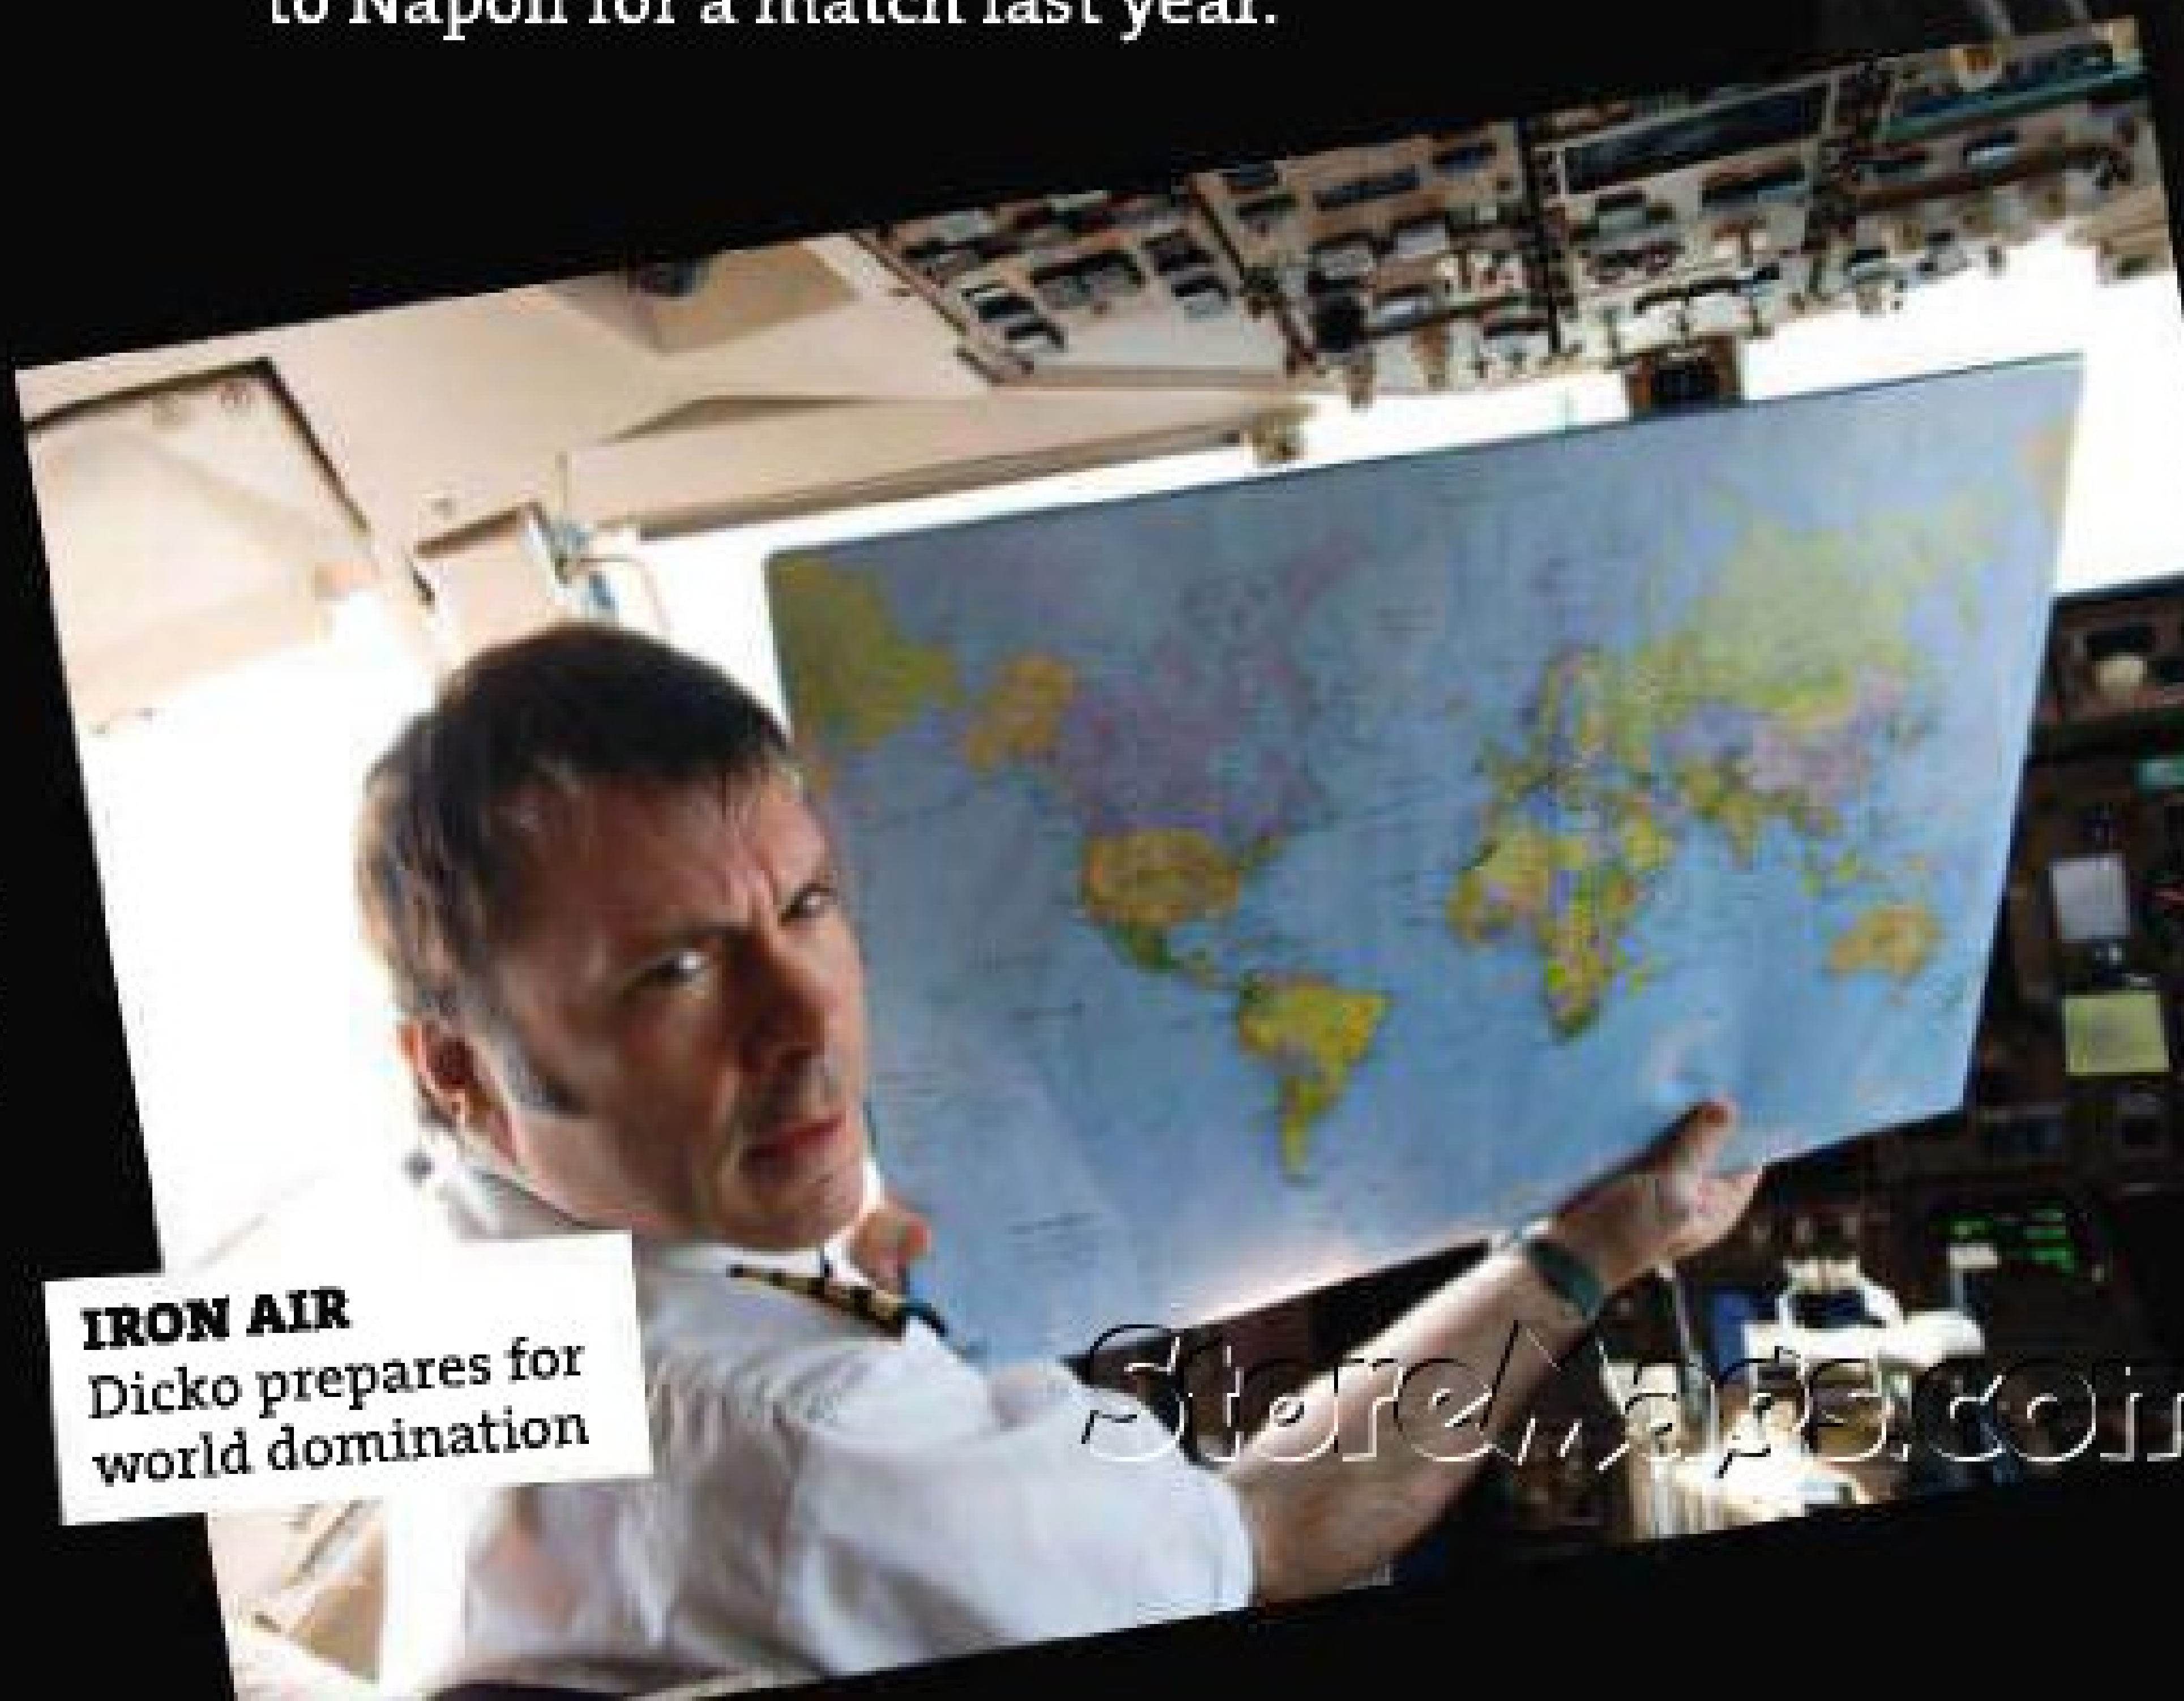 to Napoli for a match last year.
IRON AIR
Dicko prepares for
world domination
StoreMaps.com